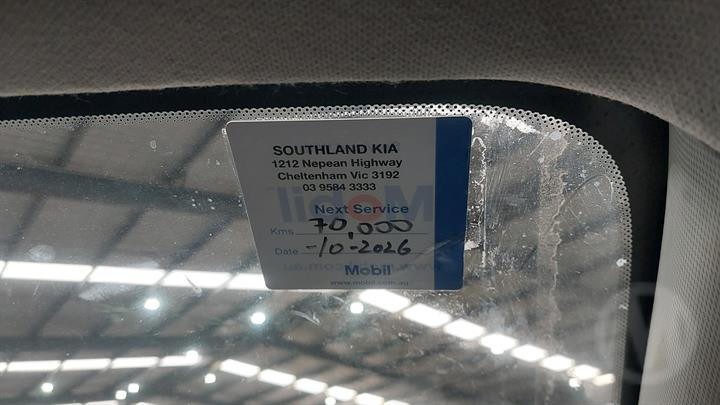 SOUTHLAND KIA
1212 Nepean Highway
Cheltenham Vic 3192
03 9584 3333
Next Service
Kms 70,000
Date -10-2026
Mobil
www.mobil.com.au